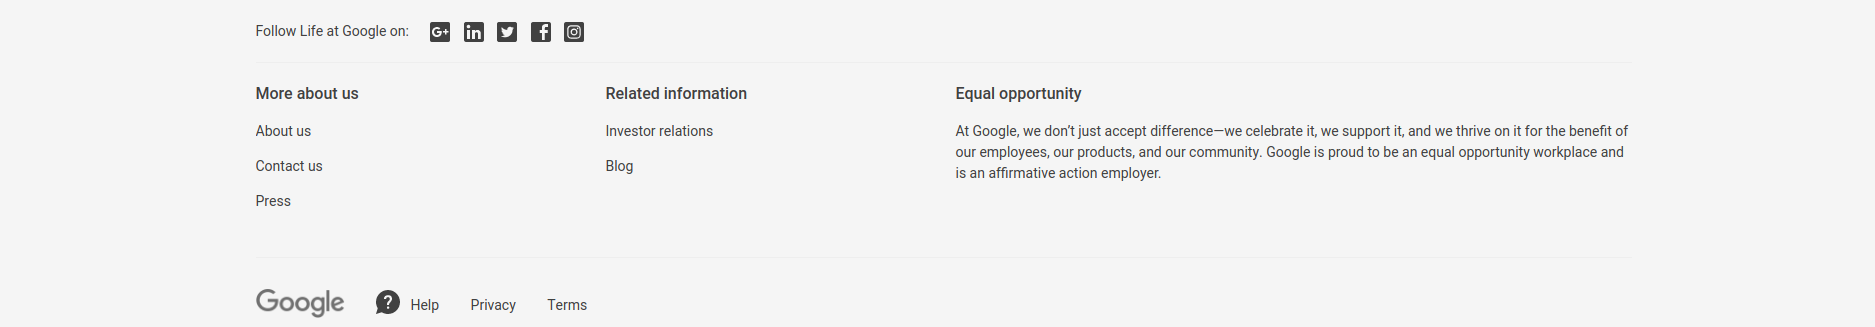 Follow Life at Google on:
More about us
About us
Contact us
Press
Related information
Investor relations
Blog
Equal opportunity
At Google, we don’t just accept difference—we celebrate it, we support it, and we thrive on it for the benefit of
our employees, our products, and our community. Google is proud to be an equal opportunity workplace and
is an affirmative action employer.
Google Help Privacy Terms